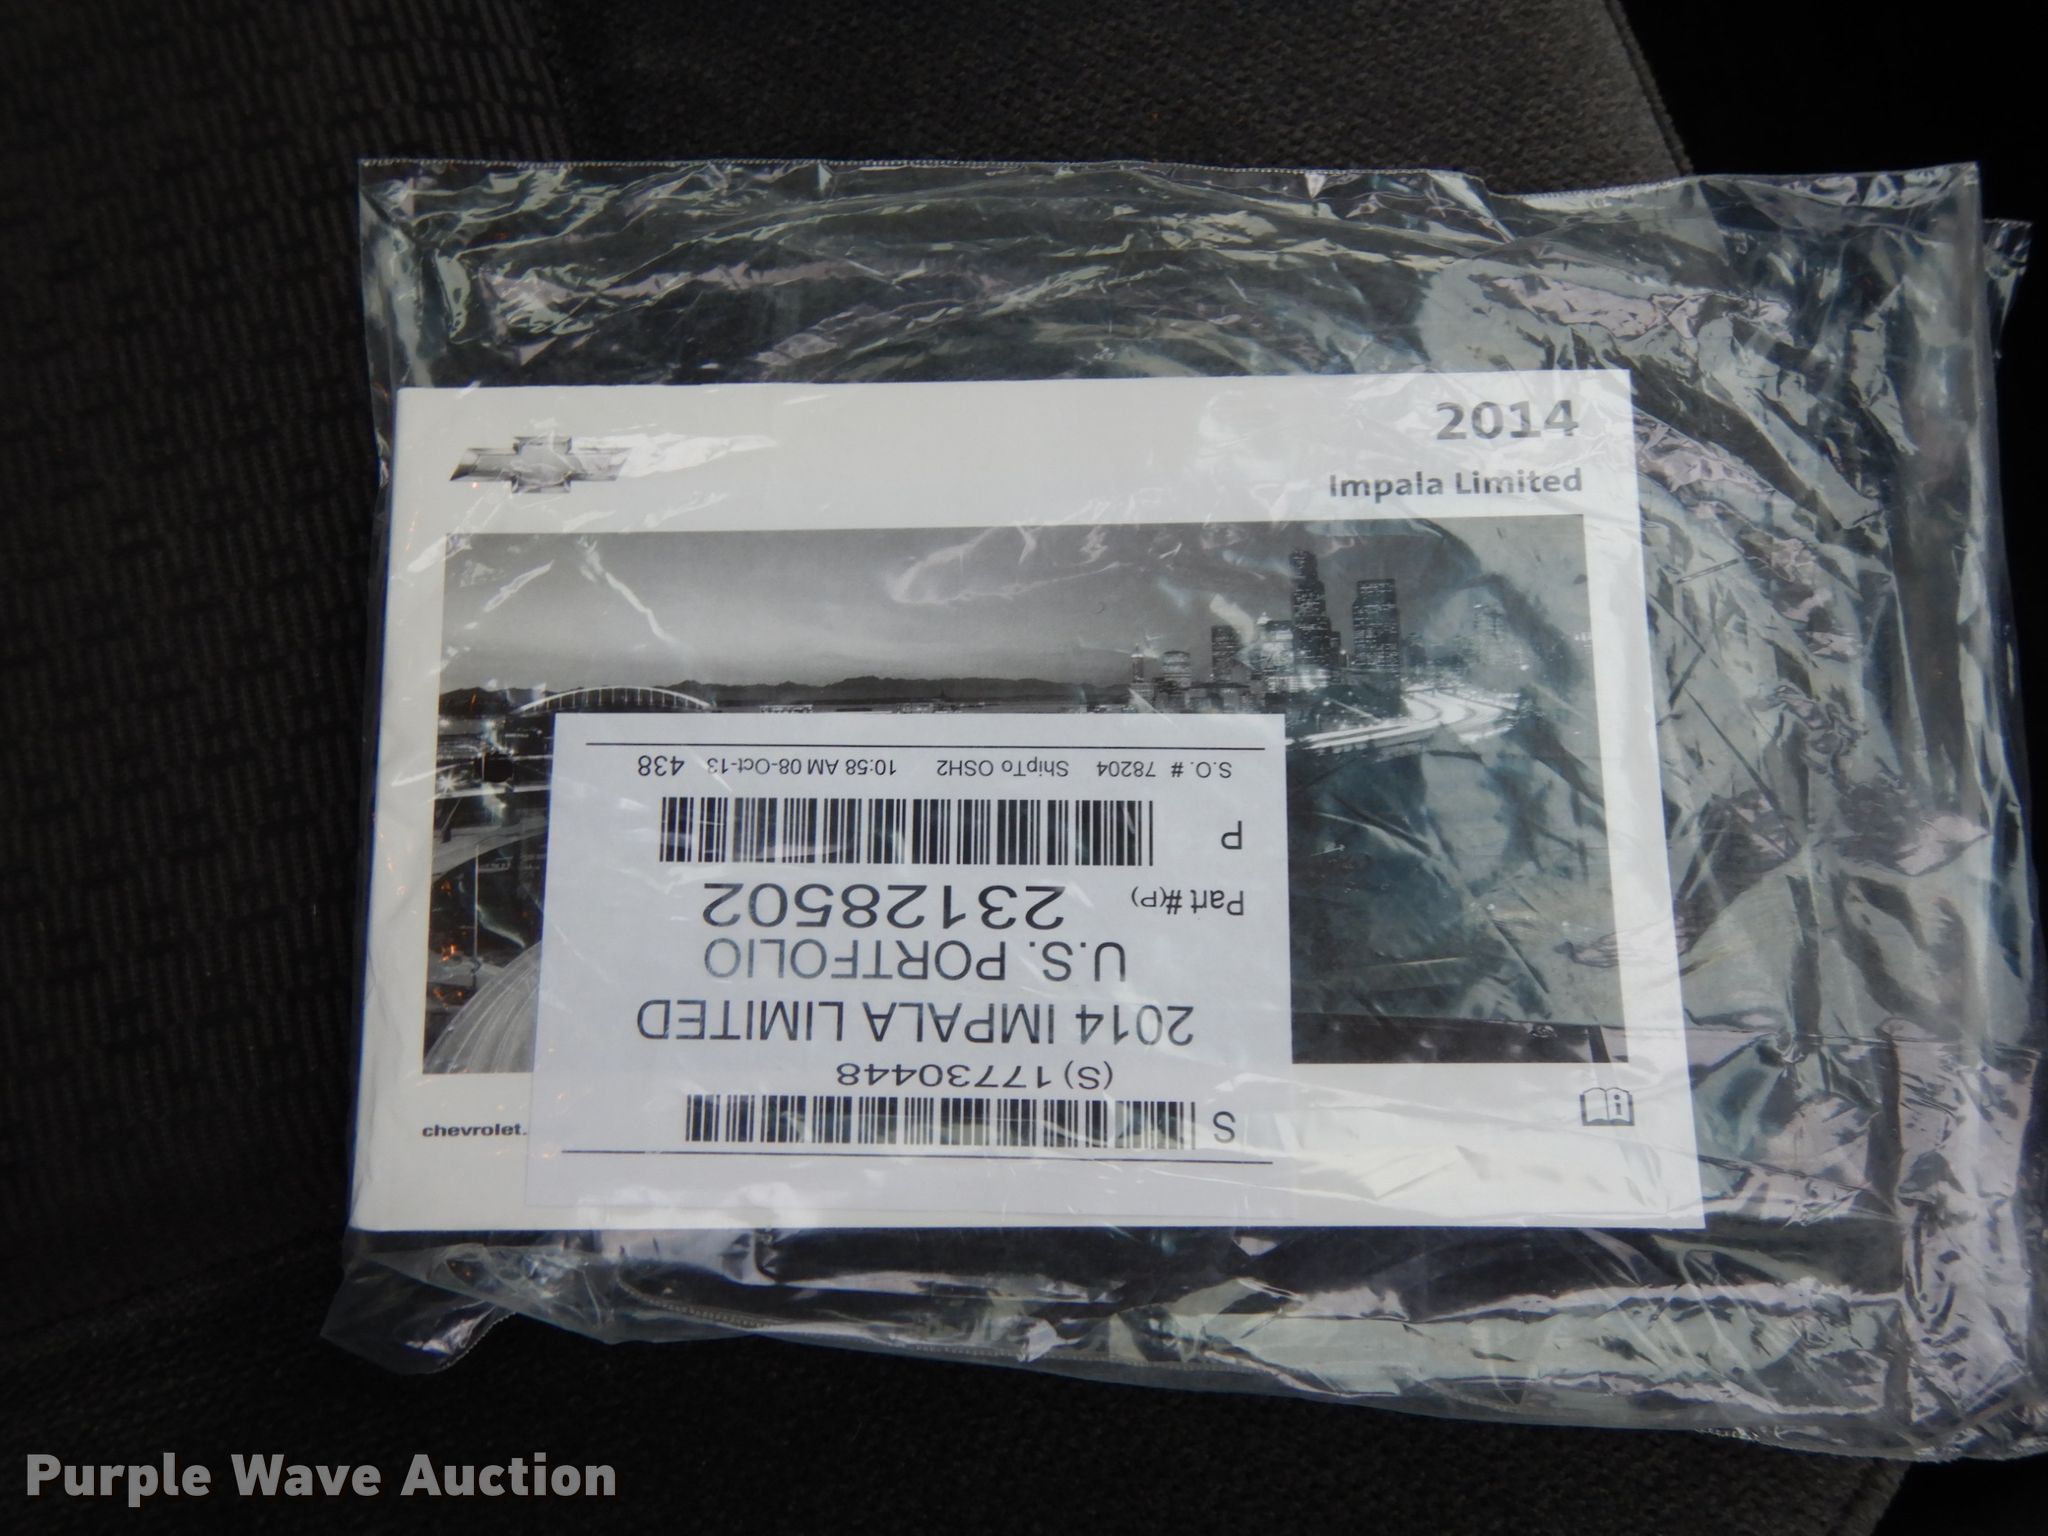 2014
Impala Limited
S
(S) 17730448
2014 IMPALA LIMITED
U.S. PORTFOLIO
Part #(P) 23128502
P
S.O. # 78204 ShipTo OSH2 10:58 AM 08-Oct-13 438
chevrolet.
Purple Wave Auction